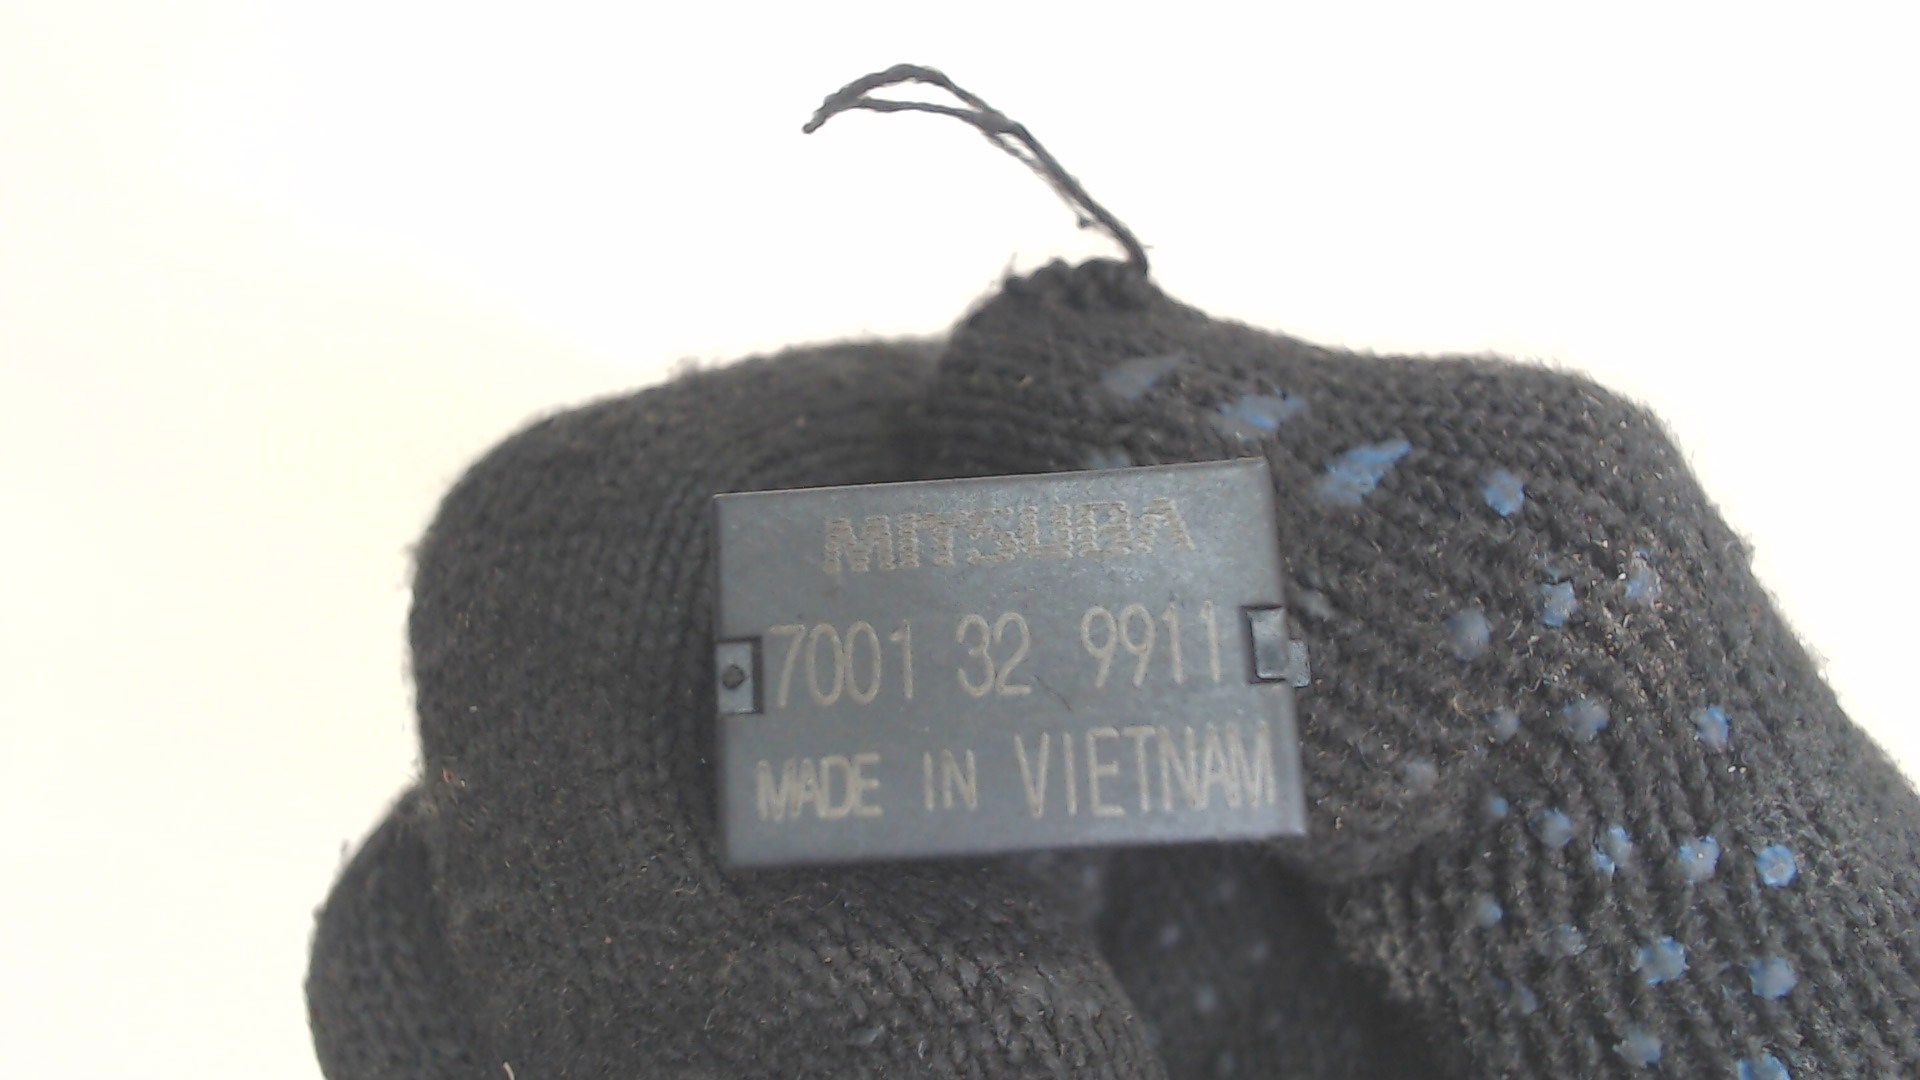 MITSUBA
7001 32 9911
MADE IN VIETNAM